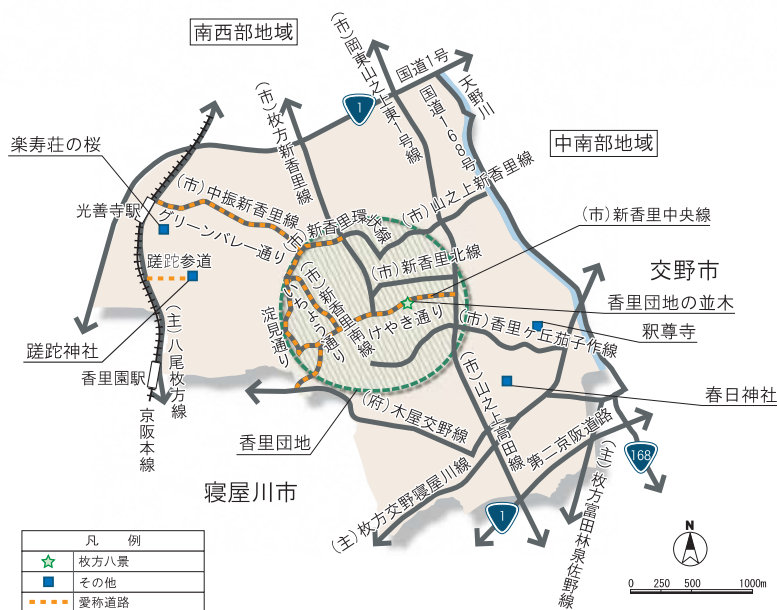 南西部地域
(市)岡東山之上東1号線
国道1号
天野川
国道168号
(市)枚方新香里線
1
中南部地域
楽寿荘の桜
光善寺駅
(市)中振新香里線
グリーンバレー通り
(市)新香里環状線
(市)山之上新香里線
(市)新香里中央線
(市)新香里北線
交野市
蹉跎参道
(市)新香里南線
いちょう通り
淀見通り
けやき通り
香里団地の並木
釈尊寺
(市)香里ヶ丘茄子作線
蹉跎神社
(主)八尾枚方線
香里園駅
京阪本線
香里団地
(府)木屋交野線
(市)山之上高田線
春日神社
第二京阪道路
168
寝屋川市
(主)枚方交野寝屋川線
1
(主)枚方富田林泉佐野線
凡 例
枚方八景
その他
愛称道路
N
0 250 500 1000m